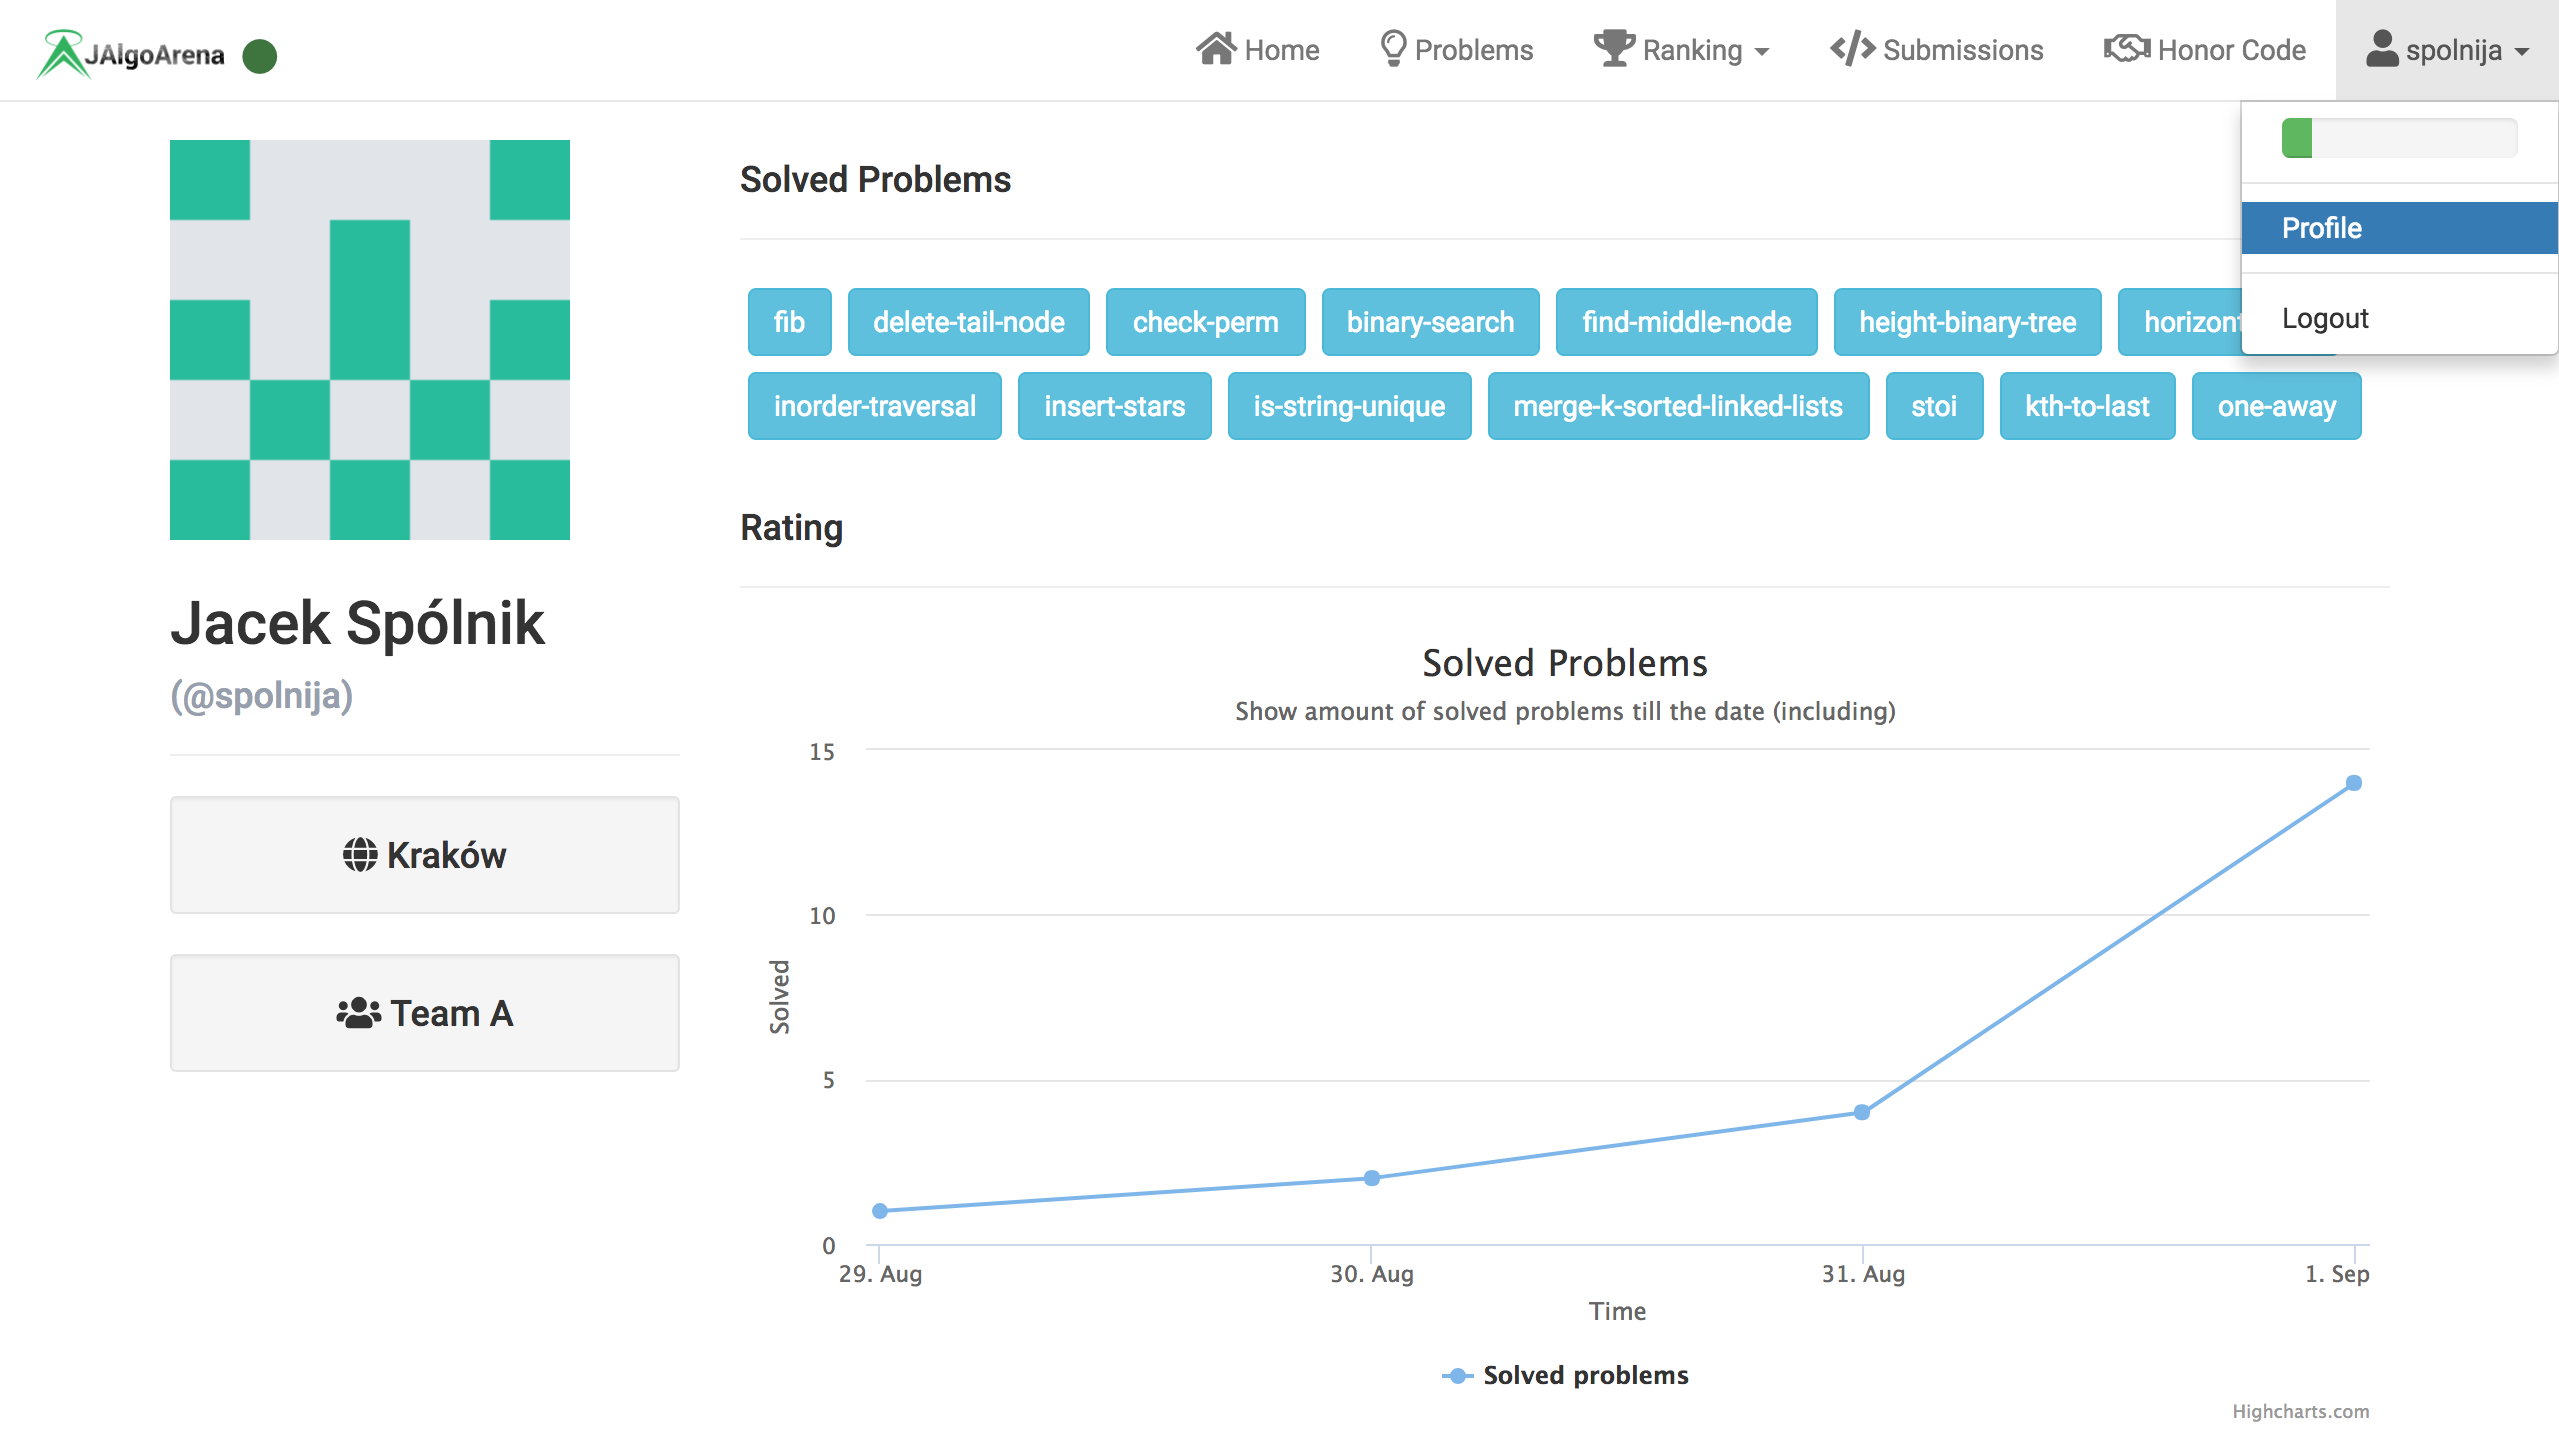 JAlgoArena Home Problems Ranking Submissions Honor Code spolnija
Profile
Logout
Solved Problems
fib delete-tail-node check-perm binary-search find-middle-node height-binary-tree
inorder-traversal insert-stars is-string-unique merge-k-sorted-linked-lists stoi kth-to-last one-away
Jacek Spólnik
(@spolnija)
Kraków
Team A
Rating
Solved Problems
Show amount of solved problems till the date (including)
15
10
5
0
Solved
29. Aug 30. Aug 31. Aug 1. Sep
Time
Solved problems
Highcharts.com